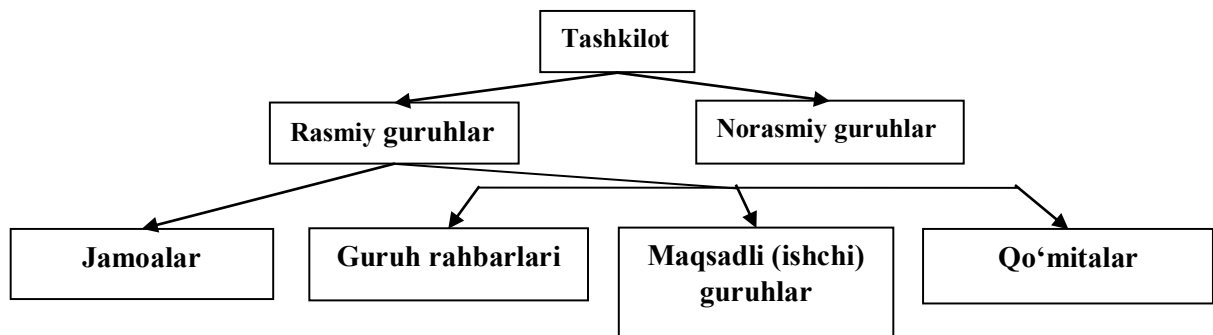 Tashkilot
Rasmiy guruhlar
Norasmiy guruhlar
Jamoalar
Guruh rahbarlari
Maqsadli (ishchi)
guruhlar
Qo‘mitalar